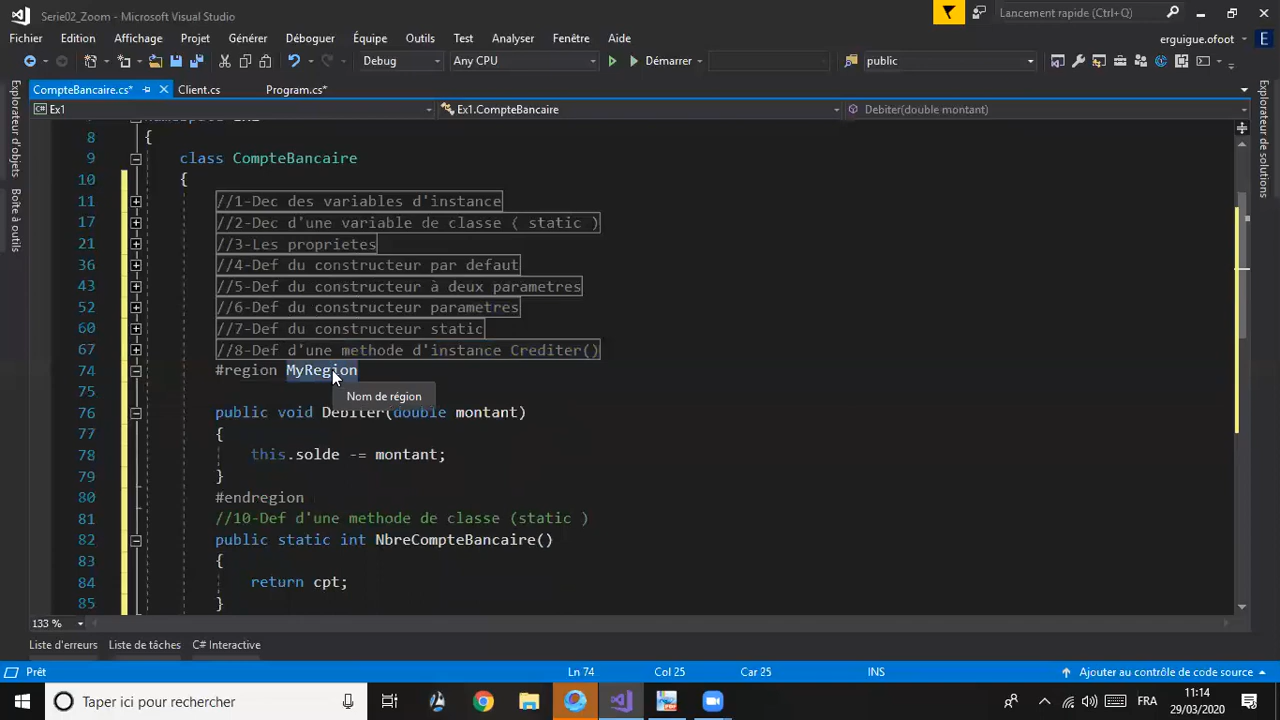 Serie02_Zoom - Microsoft Visual Studio
Lancement rapide (Ctrl+Q)
Fichier Edition Affichage Projet Générer Déboguer Équipe Outils Test Analyser Fenêtre Aide
erguigue.ofoot E
Debug Any CPU Démarrer public
CompteBancaire.cs* Client.cs Program.cs*
Ex1 Ex1.CompteBancaire Debiter(double montant)
Explorateur d'objets
Boîte à outils
Explorateur de solutions
8 {
9 class CompteBancaire
10 {
11 //1-Dec des variables d'instance
17 //2-Dec d'une variable de classe ( static )
21 //3-Les proprietes
36 //4-Def du constructeur par defaut
43 //5-Def du constructeur à deux parametres
52 //6-Def du constructeur parametres
60 //7-Def du constructeur static
67 //8-Def d'une methode d'instance Crediter()
74 #region MyRegion
75
Nom de région
76 public void Debiter(double montant)
77 {
78 this.solde -= montant;
79 }
80 #endregion
81 //10-Def d'une methode de classe (static )
82 public static int NbreCompteBancaire()
83 {
84 return cpt;
85 }
133 %
Liste d'erreurs Liste de tâches C# Interactive
Prêt Ln 74 Col 25 Car 25 INS Ajouter au contrôle de code source
Taper ici pour rechercher
FRA
11:14
29/03/2020